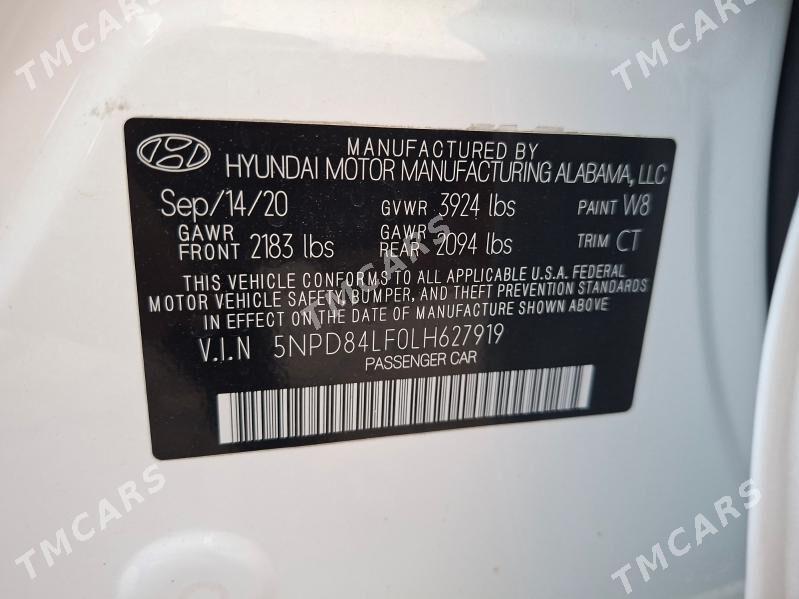 TMCARS
TMCARS
MANUFACTURED BY
HYUNDAI MOTOR MANUFACTURING ALABAMA, LLC
Sep/14/20 GVWR 3924 lbs PAINT W8
GAWR FRONT 2183 lbs GAWR REAR 2094 lbs TRIM CT
THIS VEHICLE CONFORMS TO ALL APPLICABLE U.S.A. FEDERAL
MOTOR VEHICLE SAFETY, BUMPER, AND THEFT PREVENTION STANDARDS
IN EFFECT ON THE DATE OF MANUFACTURE SHOWN ABOVE
TMCARS
V.I.N 5NPD84LF0LH627919
PASSENGER CAR
TMCARS
TMCARS